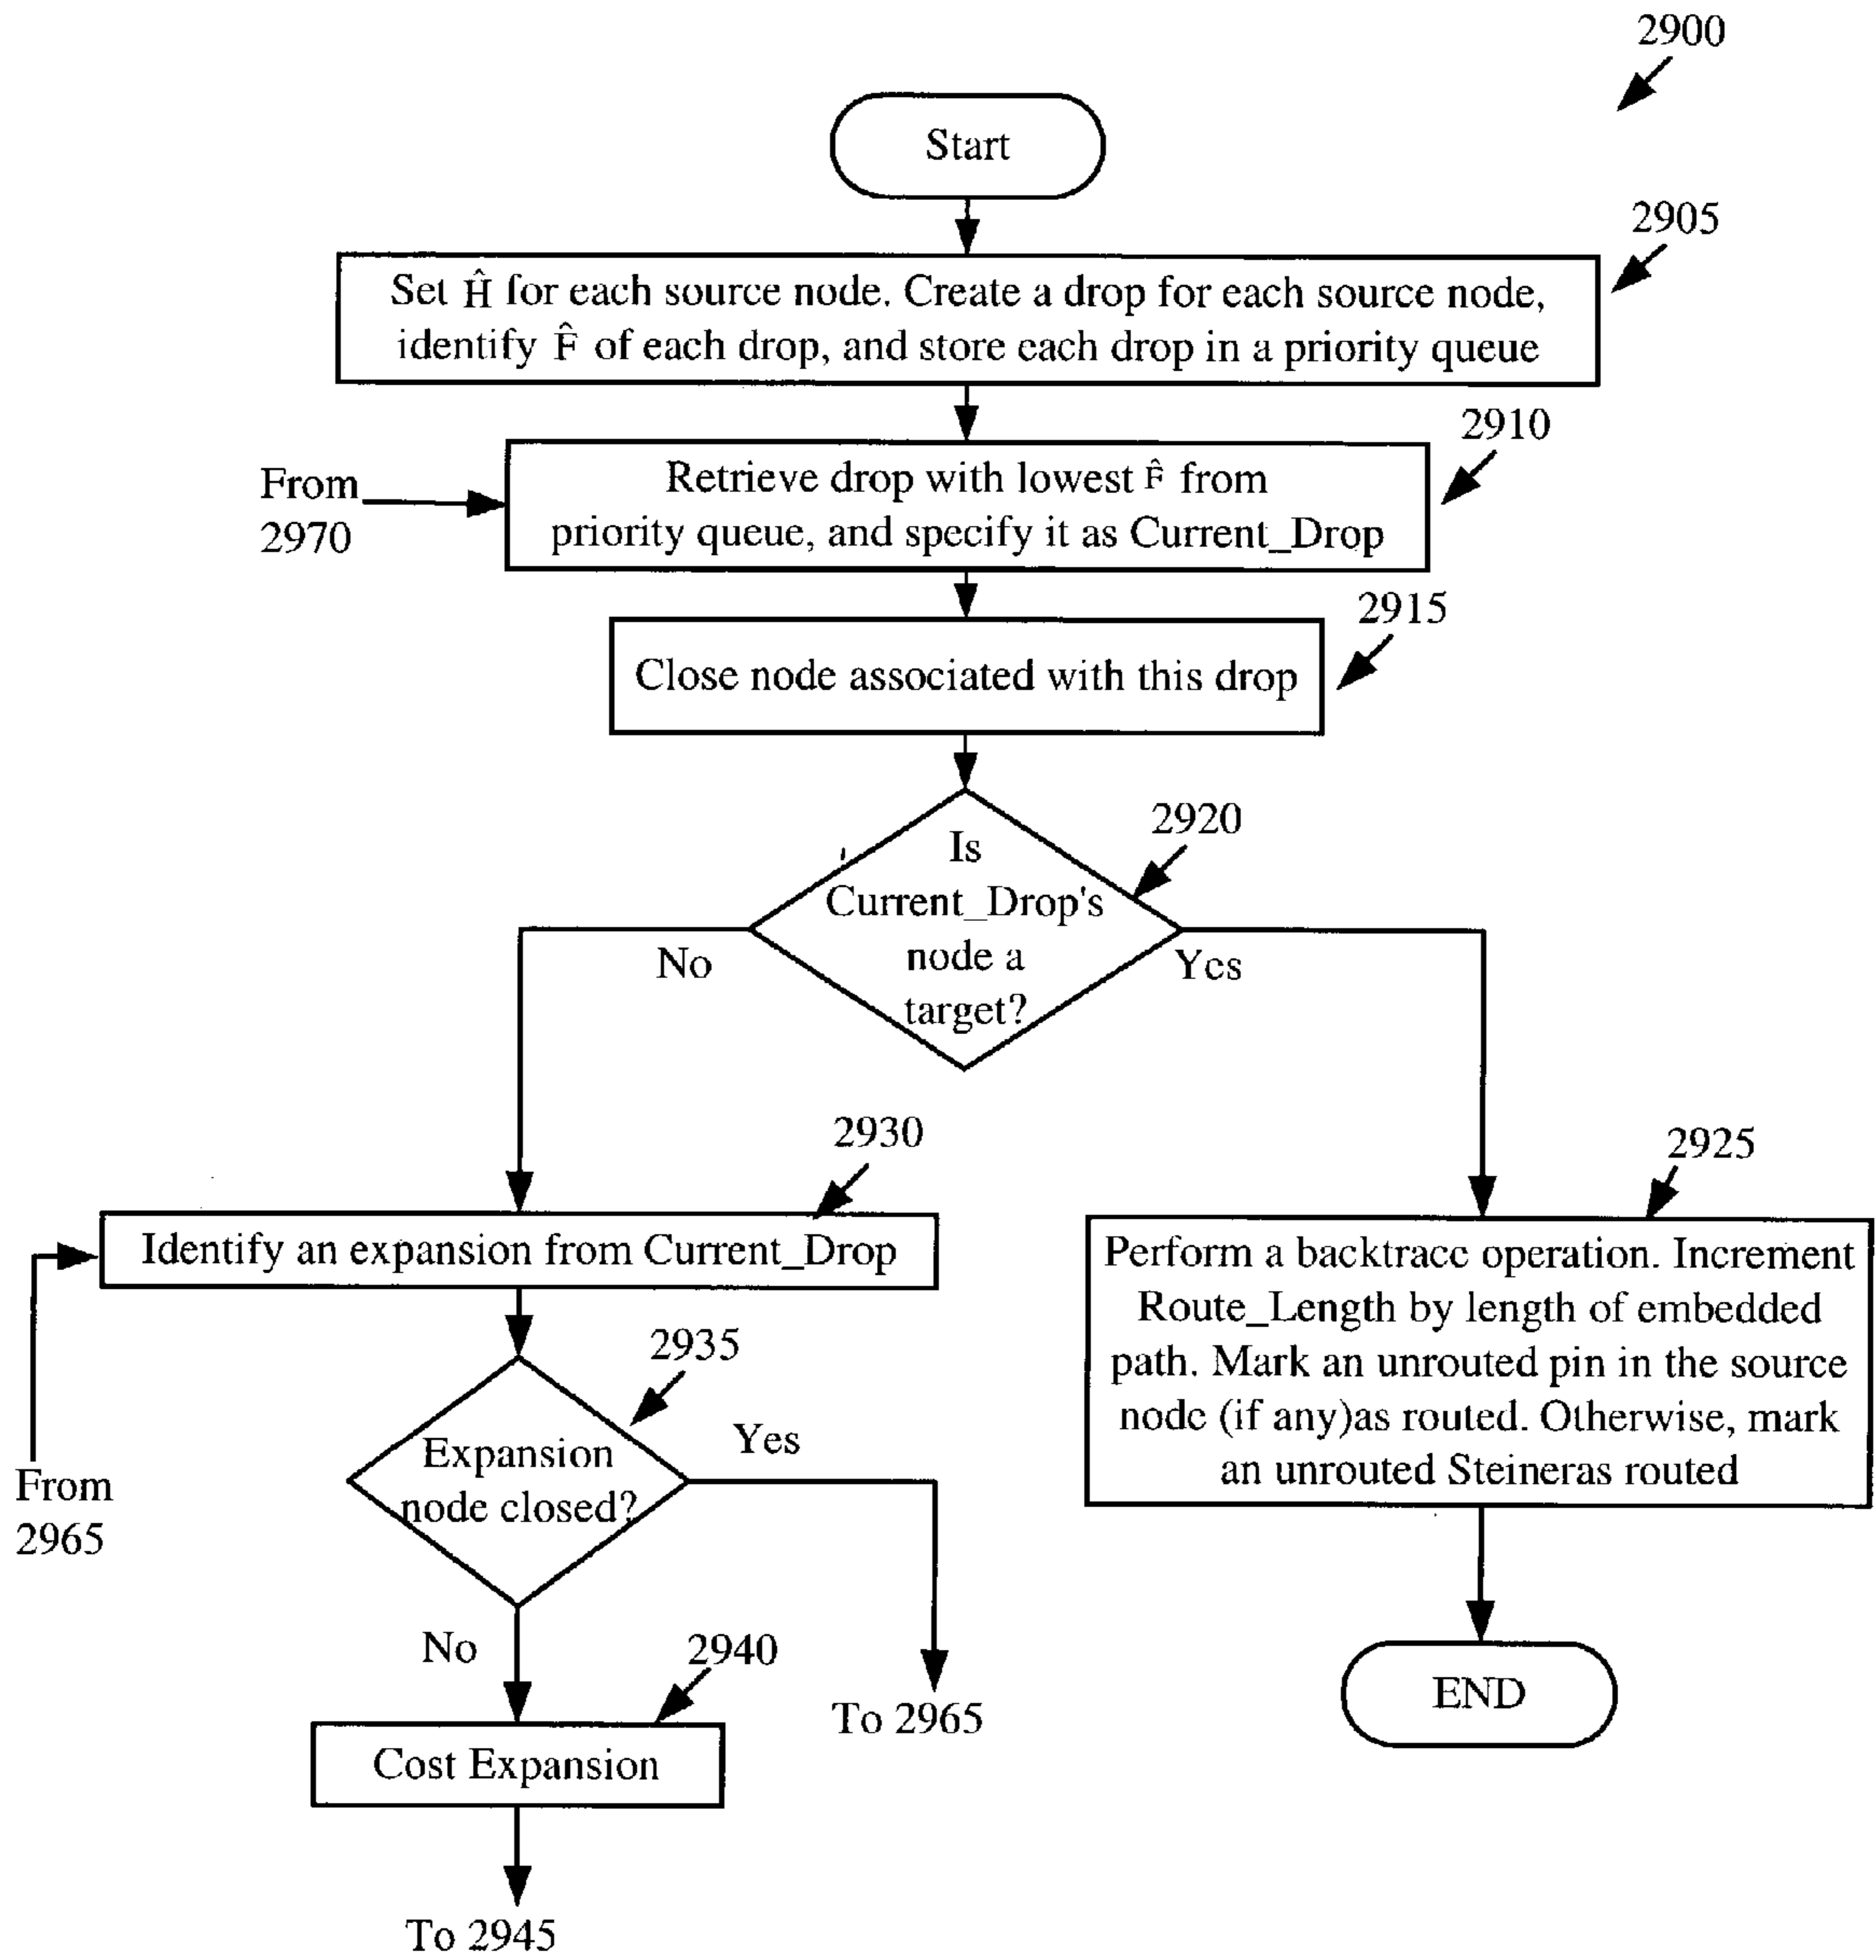 2900
Start
2905
Set Ĥ for each source node. Create a drop for each source node,
identify F̂ of each drop, and store each drop in a priority queue
2910
From
2970
Retrieve drop with lowest F̂ from
priority queue, and specify it as Current_Drop
2915
Close node associated with this drop
2920
Is
Current_Drop's
node a
target?
No
Yes
2930
2925
Identify an expansion from Current_Drop
Perform a backtrace operation. Increment
Route_Length by length of embedded
path. Mark an unrouted pin in the source
node (if any)as routed. Otherwise, mark
an unrouted Steineras routed
2935
Expansion
node closed?
Yes
From
2965
No
2940
To 2965
END
Cost Expansion
To 2945